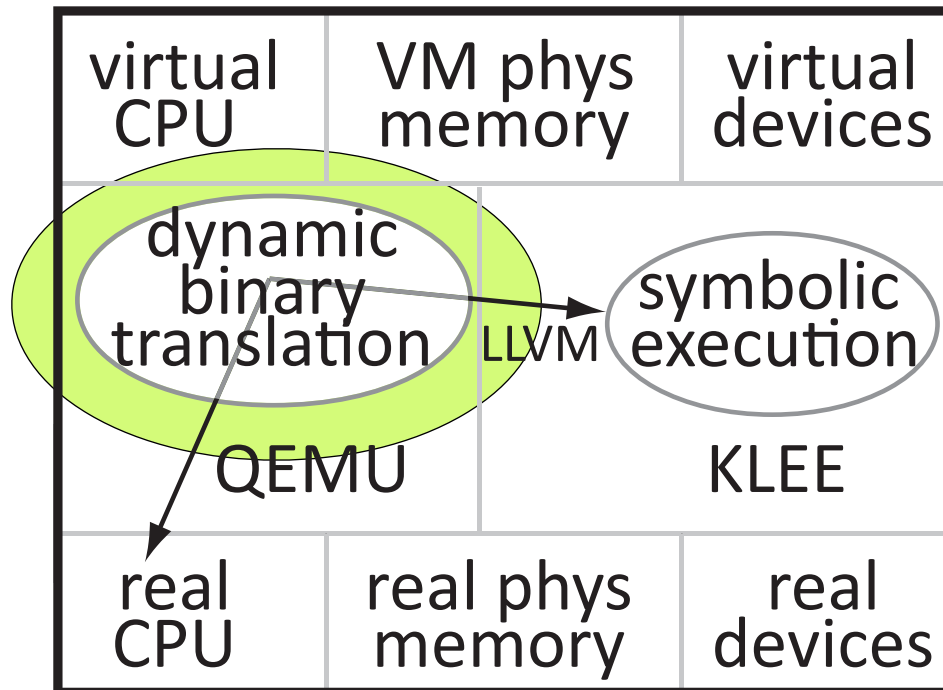 virtual
CPU
VM phys
memory
virtual
devices
dynamic
binary
translation
LLVM
symbolic
execution
QEMU
KLEE
real
CPU
real phys
memory
real
devices